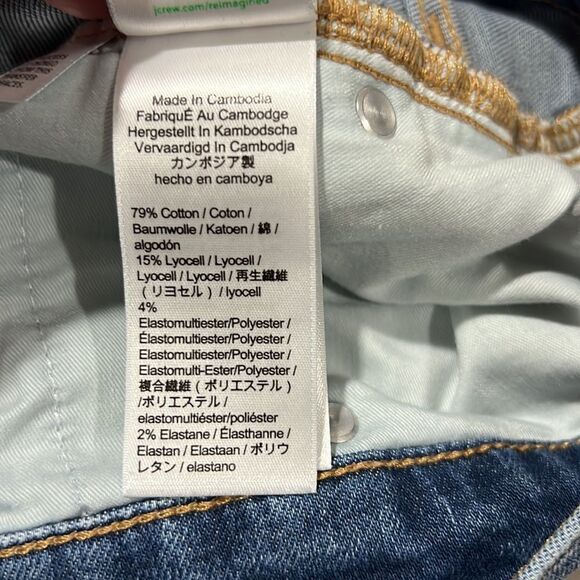 jcrew.com/reimagined
Made In Cambodia
FabriquÉ Au Cambodge
Hergestellt In Kambodscha
Vervaardigd In Cambodja
カンボジア製
hecho en camboya
79% Cotton / Coton /
Baumwolle / Katoen / 綿 /
algodón
15% Lyocell / Lyocell /
Lyocell / Lyocell / 再生繊維
（リヨセル）/ lyocell
4%
Elastomultiester/Polyester /
Élastomultiester/Polyester /
Elastomulti-Ester/Polyester /
複合繊維（ポリエステル）
/ポリエステル /
elastomultiéster/poliéster
2% Elastane / Élasthanne /
Elastan / Elastaan / ポリウ
レタン / elastano